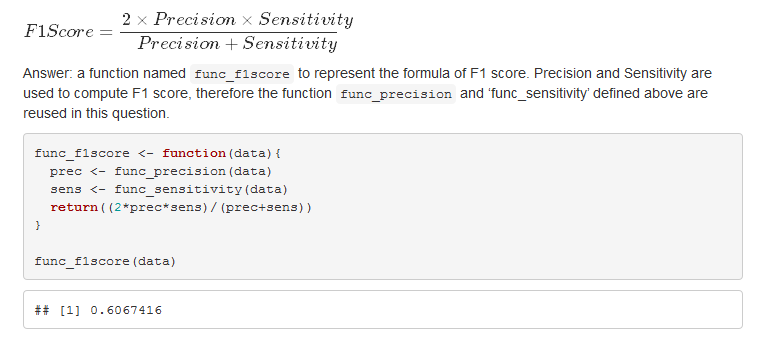 F1Score = 2 × Precision × Sensitivity / Precision + Sensitivity
Answer: a function named func_f1score to represent the formula of F1 score. Precision and Sensitivity are
used to compute F1 score, therefore the function func_precision and ‘func_sensitivity’ defined above are
reused in this question.
func_f1score <- function(data){
  prec <- func_precision(data)
  sens <- func_sensitivity(data)
  return((2*prec*sens)/(prec+sens))
}
func_f1score(data)
## [1] 0.6067416